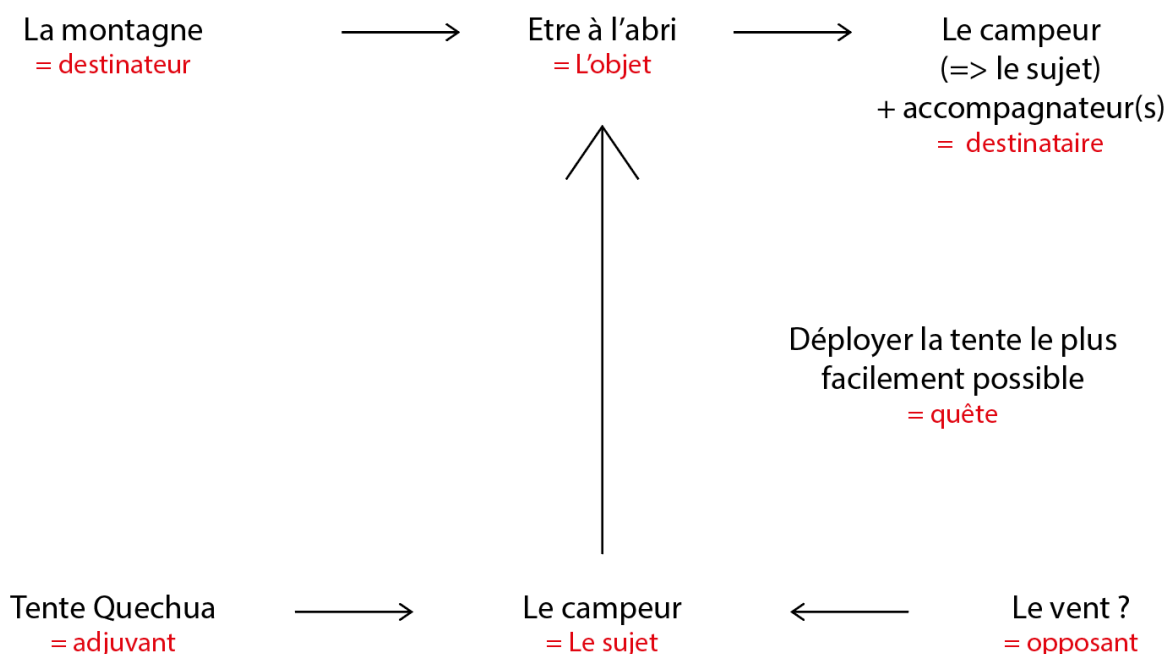 La montagne
= destinateur
Etre à l'abri
= L'objet
Le campeur
(=> le sujet)
+ accompagnateur(s)
= destinataire
Déployer la tente le plus
facilement possible
= quête
Tente Quechua
= adjuvant
Le campeur
= Le sujet
Le vent ?
= opposant